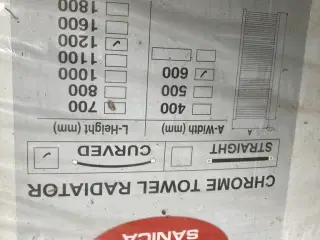 SANICA
CHROME TOWEL RADIATOR
STRAIGHT CURVED
A
A-Width (mm) L-Height (mm)
400 700
500 800
600 1000
1100
1200
1600
1800